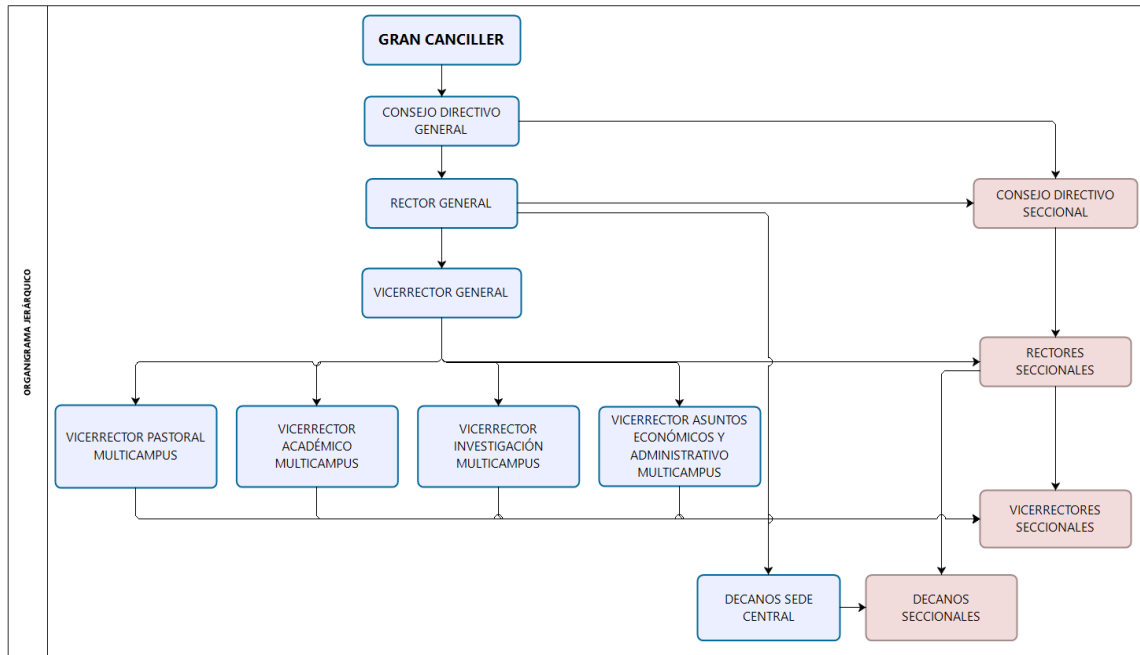 ORGANIGRAMA JERÁRQUICO
GRAN CANCILLER
CONSEJO DIRECTIVO
GENERAL
RECTOR GENERAL
CONSEJO DIRECTIVO
SECCIONAL
VICERRECTOR GENERAL
RECTORES
SECCIONALES
VICERRECTOR PASTORAL
MULTICAMPUS
VICERRECTOR
ACADÉMICO
MULTICAMPUS
VICERRECTOR
INVESTIGACIÓN
MULTICAMPUS
VICERRECTOR ASUNTOS
ECONÓMICOS Y
ADMINISTRATIVO
MULTICAMPUS
VICERRECTORES
SECCIONALES
DECANOS SEDE
CENTRAL
DECANOS
SECCIONALES